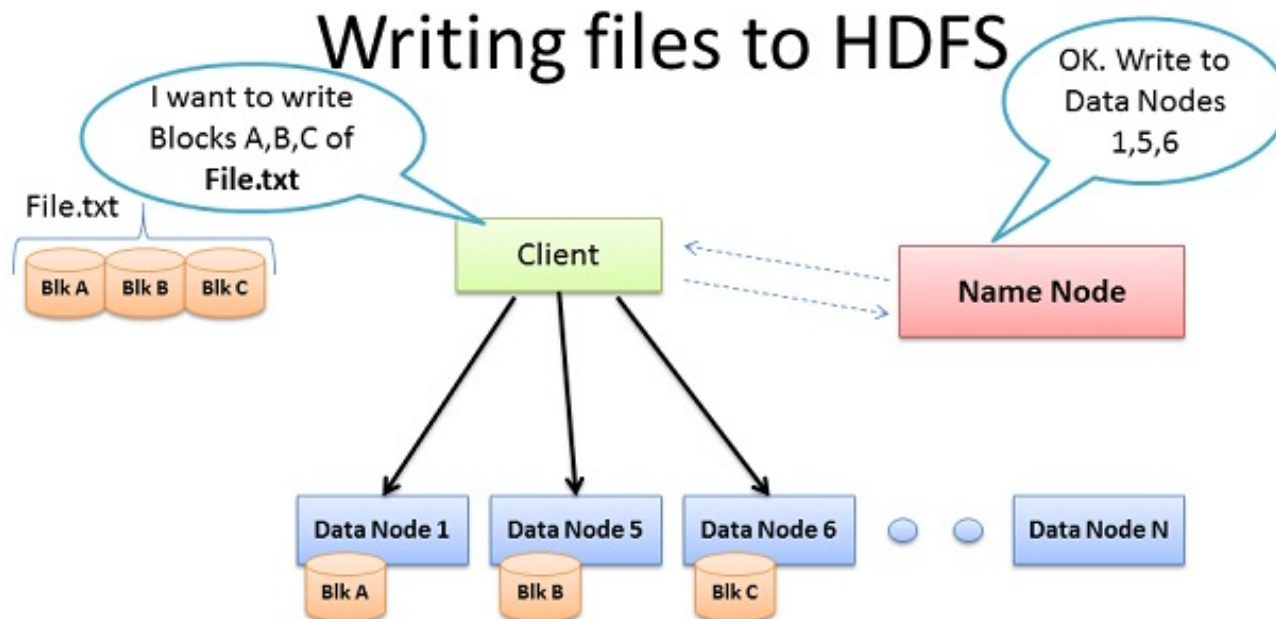 Writing files to HDFS
I want to write
Blocks A,B,C of
File.txt
OK. Write to
Data Nodes
1,5,6
File.txt
Blk A
Blk B
Blk C
Client
Name Node
Data Node 1
Data Node 5
Data Node 6
Data Node N
Blk A
Blk B
Blk C